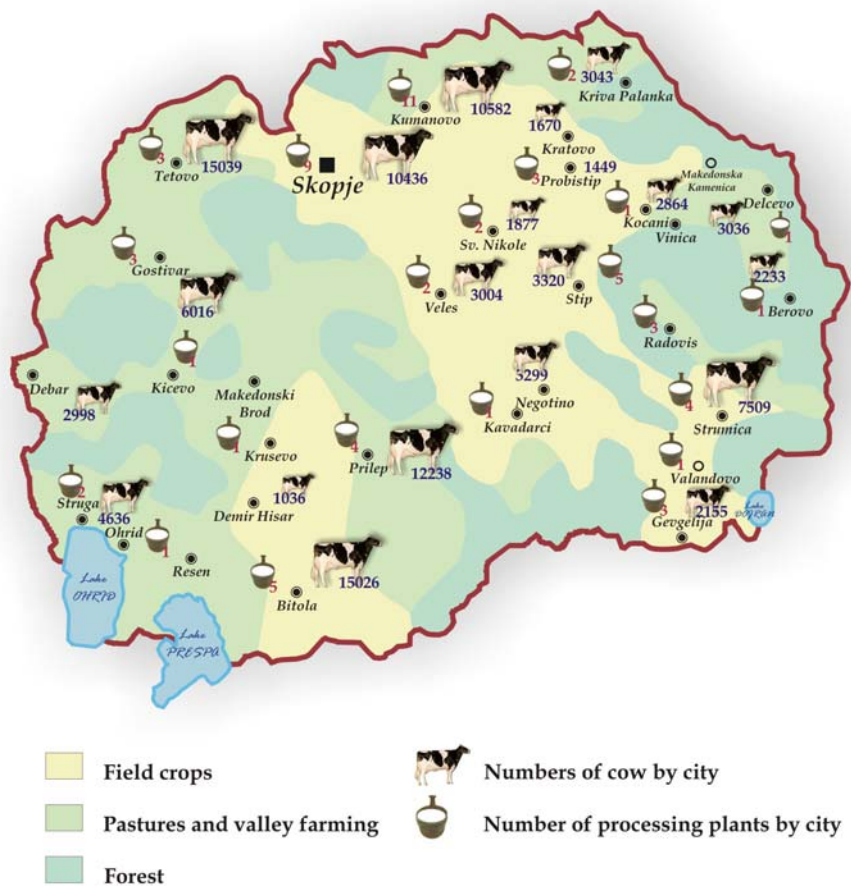 2
3043
Kriva Palanka
11
10582
Kumanovo
1670
Kratovo
3
15039
Tetovo
9
10436
Skopje
3
1449
Probistip
Makedonska
Kamenica
1
2864
Kocani
Vinica
3036
Delcevo
1
2
1877
Sv. Nikole
3
Gostivar
6016
2
3004
Veles
3320
Stip
5
2233
1
Berovo
3
Radovis
1
Kicevo
Debar
2998
Makedonski
Brod
3299
Negotino
1
Kavadarci
4
7509
Strumica
1
Krusevo
4
Prilep
12238
1
Valandovo
2
Struga
4636
Ohrid
1
1036
Demir Hisar
3
2155
Gevgelija
Lake
DOJRAN
Resen
5
15026
Bitola
Lake
OHRID
Lake
PRESPA
Field crops
Numbers of cow by city
Pastures and valley farming
Number of processing plants by city
Forest